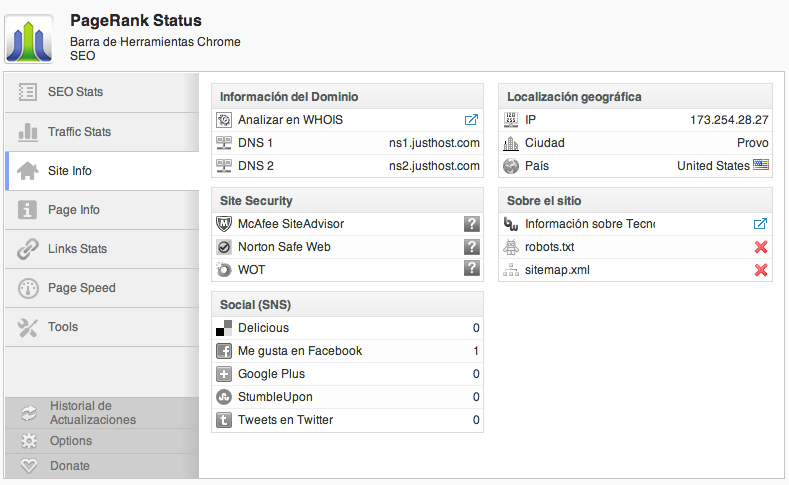 PageRank Status
Barra de Herramientas Chrome
SEO
SEO Stats
Traffic Stats
Site Info
Page Info
Links Stats
Page Speed
Tools
Historial de
Actualizaciones
Options
Donate
Información del Dominio
Analizar en WHOIS
DNS 1 ns1.justhost.com
DNS 2 ns2.justhost.com
Site Security
McAfee SiteAdvisor ?
Norton Safe Web ?
WOT ?
Social (SNS)
Delicious 0
Me gusta en Facebook 1
Google Plus 0
StumbleUpon 0
Tweets en Twitter 0
Localización geográfica
IP 173.254.28.27
Ciudad Provo
País United States
Sobre el sitio
Información sobre Tecno
robots.txt
sitemap.xml